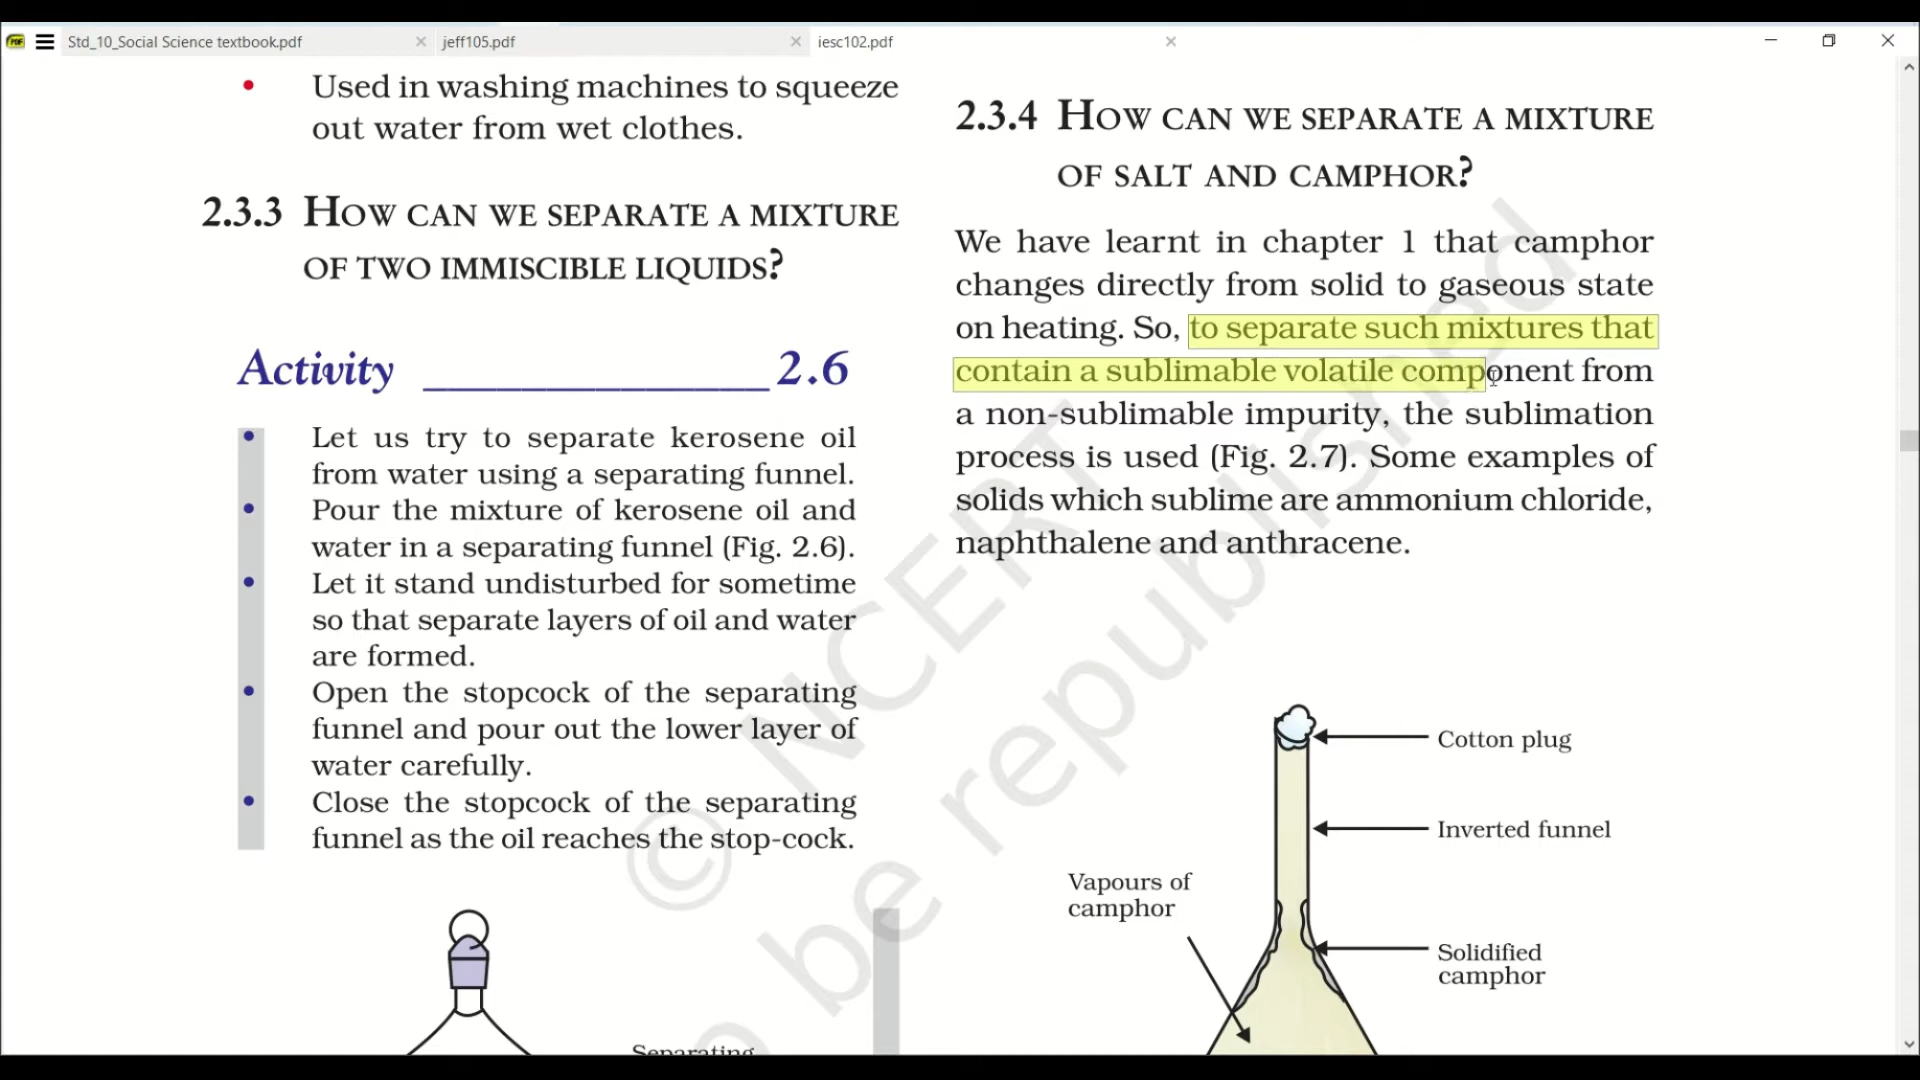 PDF
Std_10_Social Science textbook.pdf
jeff105.pdf
iesc102.pdf
• Used in washing machines to squeeze
out water from wet clothes.
2.3.3 HOW CAN WE SEPARATE A MIXTURE
OF TWO IMMISCIBLE LIQUIDS?
Activity ________________ 2.6
• Let us try to separate kerosene oil
from water using a separating funnel.
• Pour the mixture of kerosene oil and
water in a separating funnel (Fig. 2.6).
• Let it stand undisturbed for sometime
so that separate layers of oil and water
are formed.
• Open the stopcock of the separating
funnel and pour out the lower layer of
water carefully.
• Close the stopcock of the separating
funnel as the oil reaches the stop-cock.
Separating
2.3.4 HOW CAN WE SEPARATE A MIXTURE
OF SALT AND CAMPHOR?
We have learnt in chapter 1 that camphor
changes directly from solid to gaseous state
on heating. So, to separate such mixtures that
contain a sublimable volatile component from
a non-sublimable impurity, the sublimation
process is used (Fig. 2.7). Some examples of
solids which sublime are ammonium chloride,
naphthalene and anthracene.
Cotton plug
Inverted funnel
Vapours of
camphor
Solidified
camphor
© NCERT
be republished